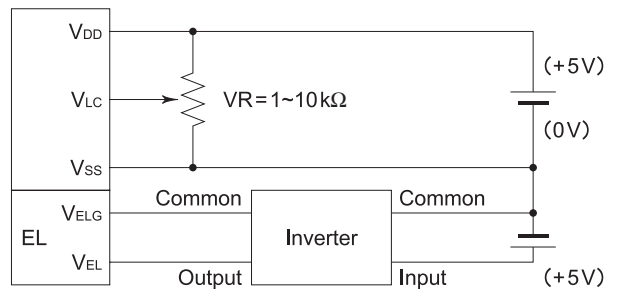 VDD
(+5V)
VLC
VR=1~10kΩ
(0V)
VSS
Common
Common
VELG
EL
Inverter
VEL
Output
Input
(+5V)